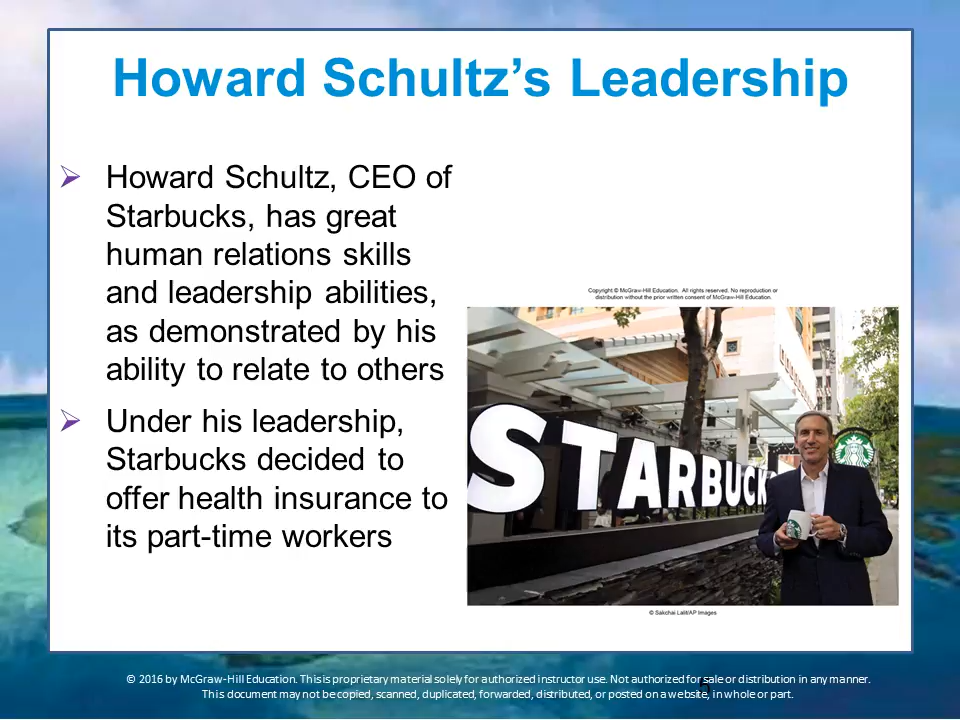 Howard Schultz’s Leadership
Howard Schultz, CEO of
Starbucks, has great
human relations skills
and leadership abilities,
as demonstrated by his
ability to relate to others
Under his leadership,
Starbucks decided to
offer health insurance to
its part-time workers
Copyright © McGraw-Hill Education. All rights reserved. No reproduction or
distribution without the prior written consent of McGraw-Hill Education.
STARBUCKS
© Sakchai Lalit/AP Images
© 2016 by McGraw-Hill Education. This is proprietary material solely for authorized instructor use. Not authorized for sale or distribution in any manner.
This document may not be copied, scanned, duplicated, forwarded, distributed, or posted on a website, in whole or part.